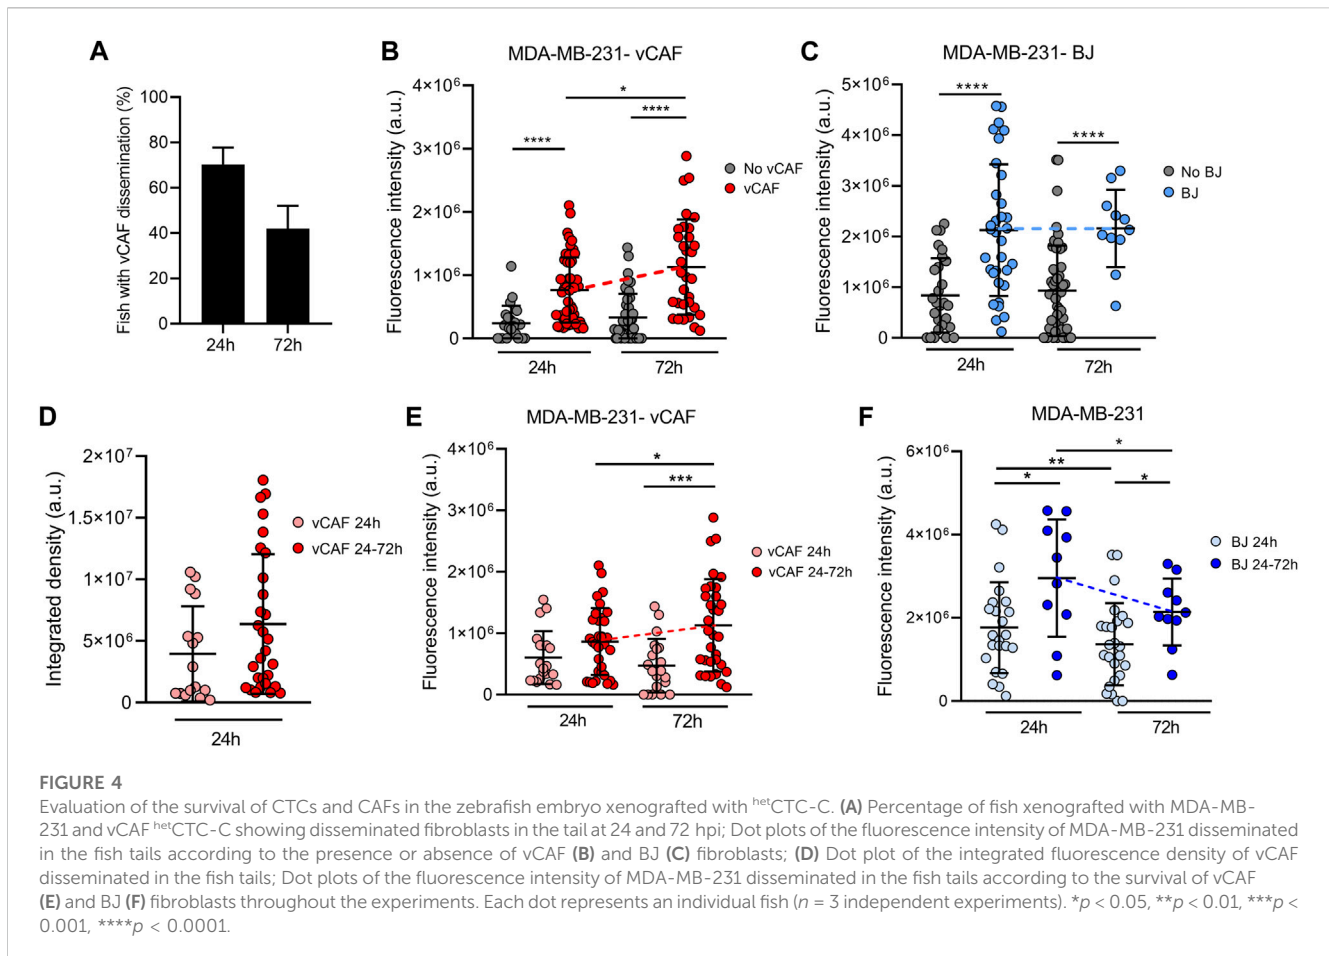 A
Fish with vCAF dissemination (%)
100
80
60
40
20
0
24h 72h
B
MDA-MB-231- vCAF
Fluorescence intensity (a.u.)
4×10⁶
3×10⁶
2×10⁶
1×10⁶
0
****
*
****
No vCAF
vCAF
24h 72h
C
MDA-MB-231- BJ
Fluorescence intensity (a.u.)
5×10⁶
4×10⁶
3×10⁶
2×10⁶
1×10⁶
0
****
****
No BJ
BJ
24h 72h
D
Integrated density (a.u.)
2×10⁷
1.5×10⁷
1×10⁷
5×10⁶
0
vCAF 24h
vCAF 24-72h
24h
E
MDA-MB-231- vCAF
Fluorescence intensity (a.u.)
4×10⁶
2×10⁶
1×10⁶
0
*
***
vCAF 24h
vCAF 24-72h
24h 72h
F
MDA-MB-231
Fluorescence intensity (a.u.)
6×10⁶
4×10⁶
2×10⁶
0
*
**
*
*
BJ 24h
BJ 24-72h
24h 72h
FIGURE 4
Evaluation of the survival of CTCs and CAFs in the zebrafish embryo xenografted with hetCTC-C. (A) Percentage of fish xenografted with MDA-MB-
231 and vCAF hetCTC-C showing disseminated fibroblasts in the tail at 24 and 72 hpi; Dot plots of the fluorescence intensity of MDA-MB-231 disseminated
in the fish tails according to the presence or absence of vCAF (B) and BJ (C) fibroblasts; (D) Dot plot of the integrated fluorescence density of vCAF
disseminated in the fish tails; Dot plots of the fluorescence intensity of MDA-MB-231 disseminated in the fish tails according to the survival of vCAF
(E) and BJ (F) fibroblasts throughout the experiments. Each dot represents an individual fish (n = 3 independent experiments). *p < 0.05, **p < 0.01, ***p <
0.001, ****p < 0.0001.